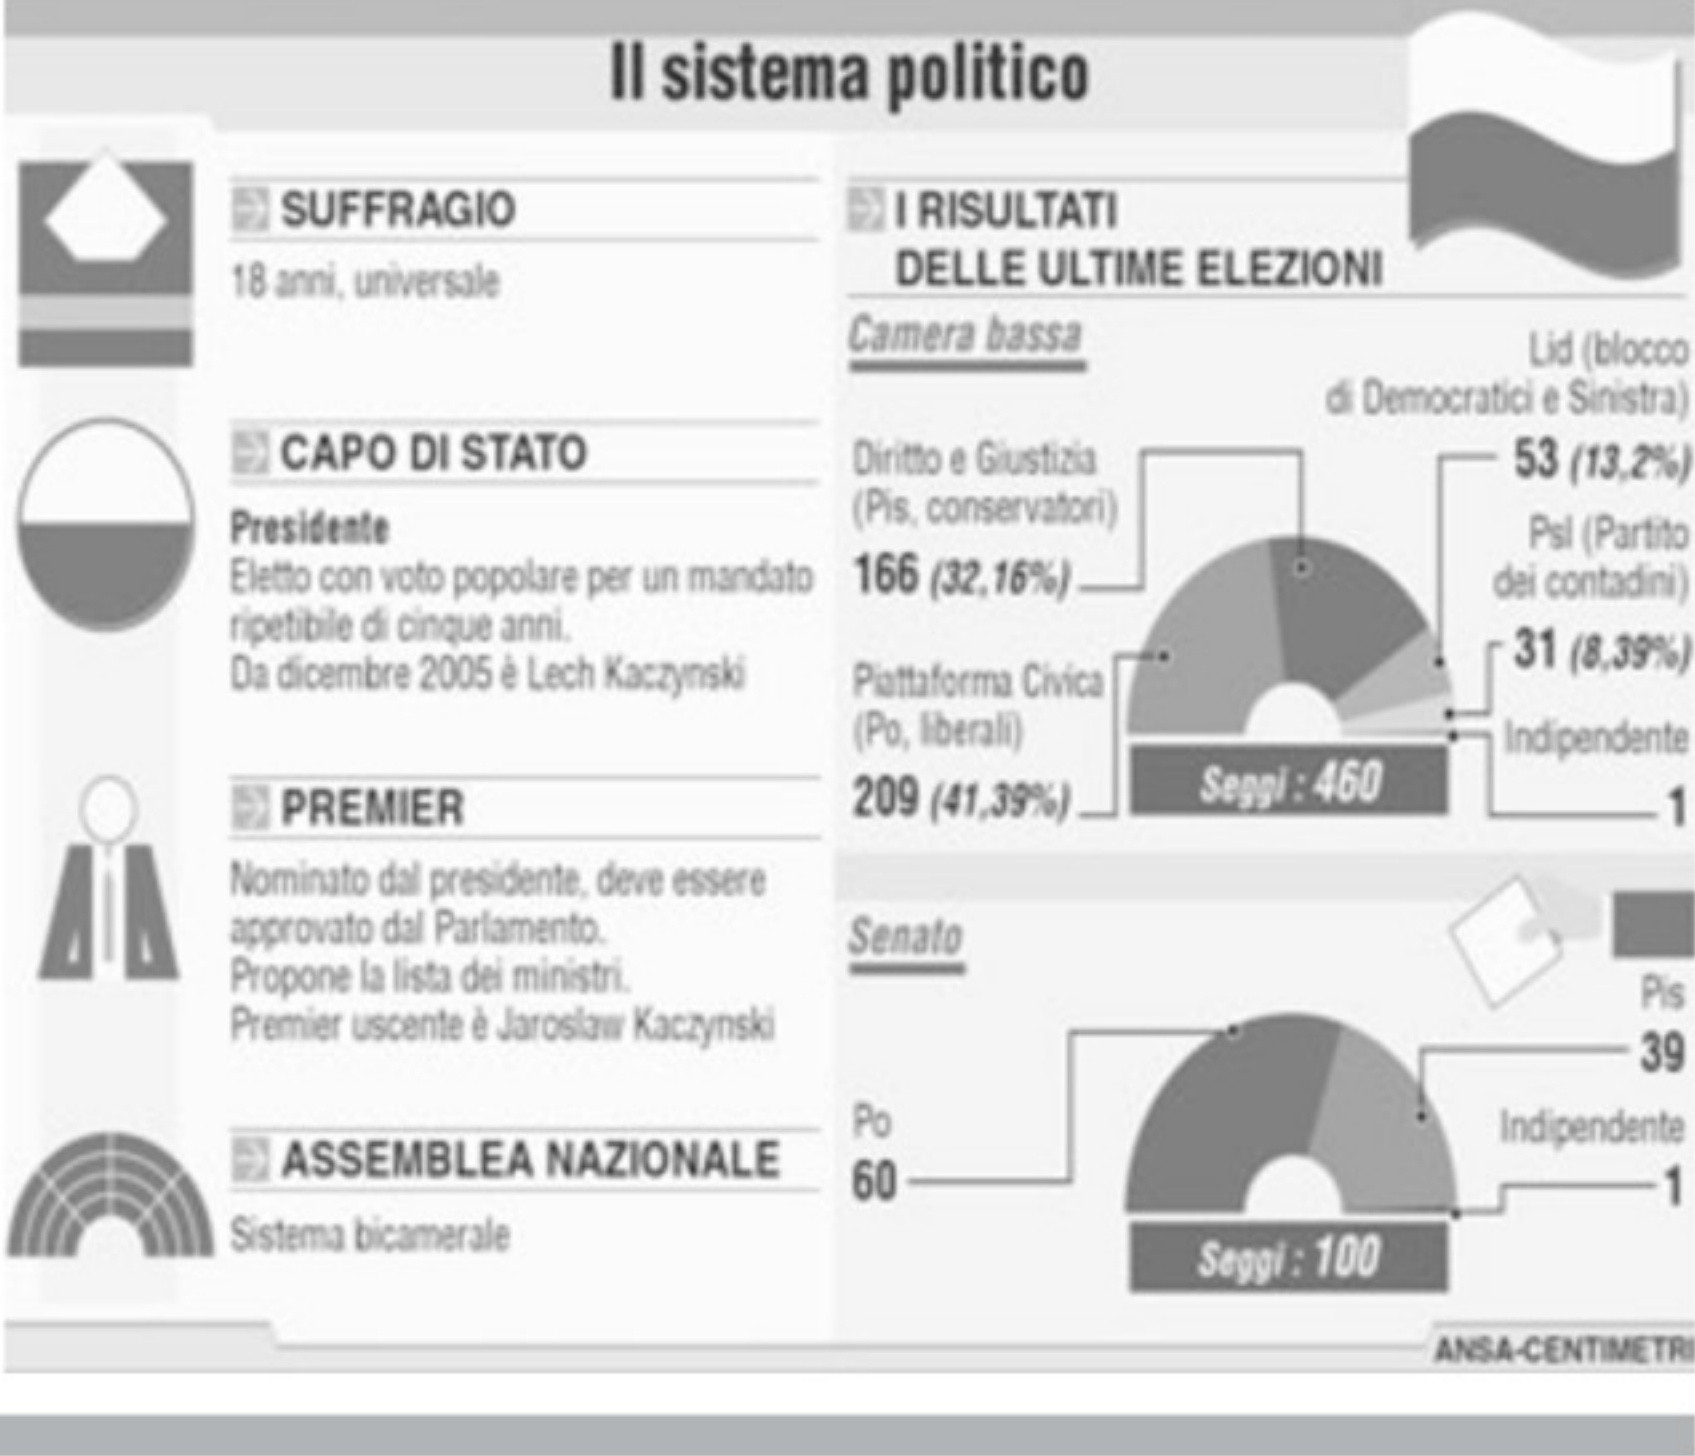 Il sistema politico
SUFFRAGIO
18 anni, universale
CAPO DI STATO
Presidente
Eletto con voto popolare per un mandato
ripetibile di cinque anni.
Da dicembre 2005 è Lech Kaczynski
PREMIER
Nominato dal presidente, deve essere
approvato dal Parlamento.
Propone la lista dei ministri.
Premier uscente è Jaroslaw Kaczynski
ASSEMBLEA NAZIONALE
Sistema bicamerale
I RISULTATI
DELLE ULTIME ELEZIONI
Camera bassa
Lid (blocco
di Democratici e Sinistra)
53 (13,2%)
Diritto e Giustizia
(Pis, conservatori)
166 (32,16%)
Psl (Partito
dei contadini)
31 (8,39%)
Piattaforma Civica
(Po, liberali)
209 (41,39%)
Indipendente
1
Seggi : 460
Senato
Pis
39
Po
60
Indipendente
1
Seggi : 100
ANSA-CENTIMETRI